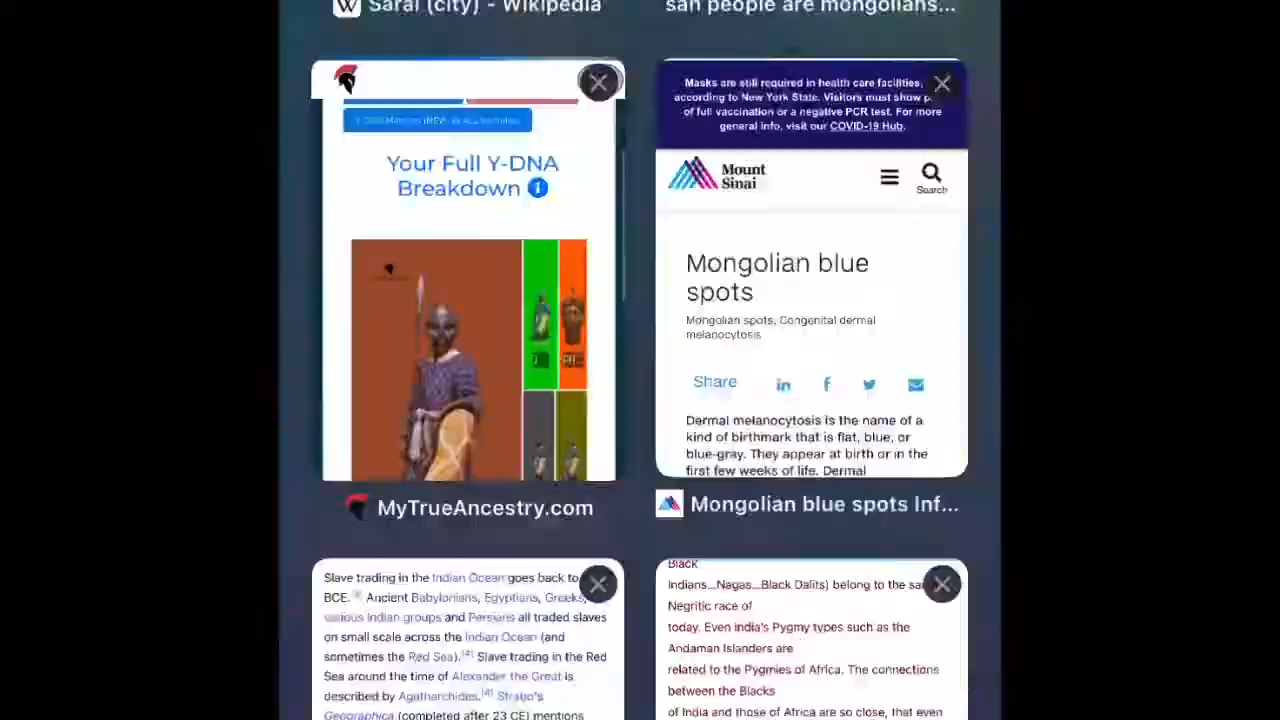 Sarai (city) - Wikipedia
san people are mongolians...
Masks are still required in health care facilities,
according to New York State. Visitors must show p
of full vaccination or a negative PCR test. For more
general info, visit our COVID-19 Hub.
Your Full Y-DNA
Breakdown
Mount
Sinai
Search
Mongolian blue
spots
Mongolian spots, Congenital dermal
melanocytosis
Share
Dermal melanocytosis is the name of a
kind of birthmark that is flat, blue, or
blue-gray. They appear at birth or in the
first few weeks of life. Dermal
MyTrueAncestry.com
Mongolian blue spots Inf...
Slave trading in the Indian Ocean goes back to
BCE. Ancient Babylonians, Egyptians, Greeks,
various Indian groups and Persians all traded slaves
on small scale across the Indian Ocean (and
sometimes the Red Sea).[4] Slave trading in the Red
Sea around the time of Alexander the Great is
described by Agatharchides.[4] Strabo's
Geographica (completed after 23 CE) mentions
Black
Indians...Nagas...Black Dalits) belong to the sa
Negritic race of
today. Even india's Pygmy types such as the
Andaman Islanders are
related to the Pygmies of Africa. The connections
between the Blacks
of India and those of Africa are so close, that even